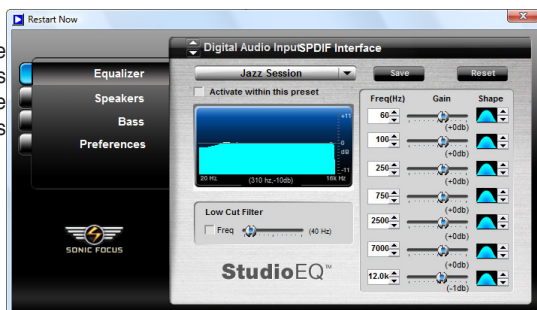 Restart Now
Digital Audio InputSPDIF Interface
Equalizer
Speakers
Bass
Preferences
SONIC FOCUS
Jazz Session
Save
Reset
Activate within this preset
+11
0
dB
-11
20 Hz
(310 hz,-10db)
16K Hz
Low Cut Filter
Freq
(40 Hz)
StudioEQ™
Freq(Hz) Gain Shape
60
(+0db)
100
(+0db)
250
(+0db)
750
(+0db)
2500
(+0db)
7000
(+0db)
12.0k
(-1db)
e
s
e
s